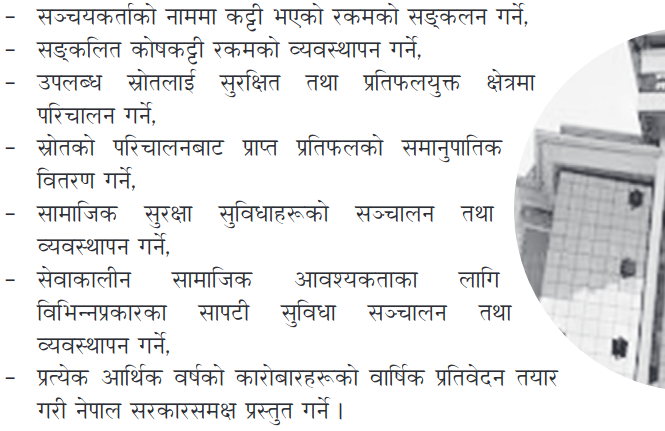 - सञ्चयकर्ताको नाममा कट्टी भएको रकमको सङ्कलन गर्ने,
- सङ्कलित कोषकट्टी रकमको व्यवस्थापन गर्ने,
- उपलब्ध स्रोतलाई सुरक्षित तथा प्रतिफलयुक्त क्षेत्रमा
परिचालन गर्ने,
- स्रोतको परिचालनबाट प्राप्त प्रतिफलको समानुपातिक
वितरण गर्ने,
- सामाजिक सुरक्षा सुविधाहरूको सञ्चालन तथा
व्यवस्थापन गर्ने,
- सेवाकालीन सामाजिक आवश्यकताका लागि
विभिन्नप्रकारका सापटी सुविधा सञ्चालन तथा
व्यवस्थापन गर्ने,
- प्रत्येक आर्थिक वर्षको कारोबारहरूको वार्षिक प्रतिवेदन तयार
गरी नेपाल सरकारसमक्ष प्रस्तुत गर्ने ।